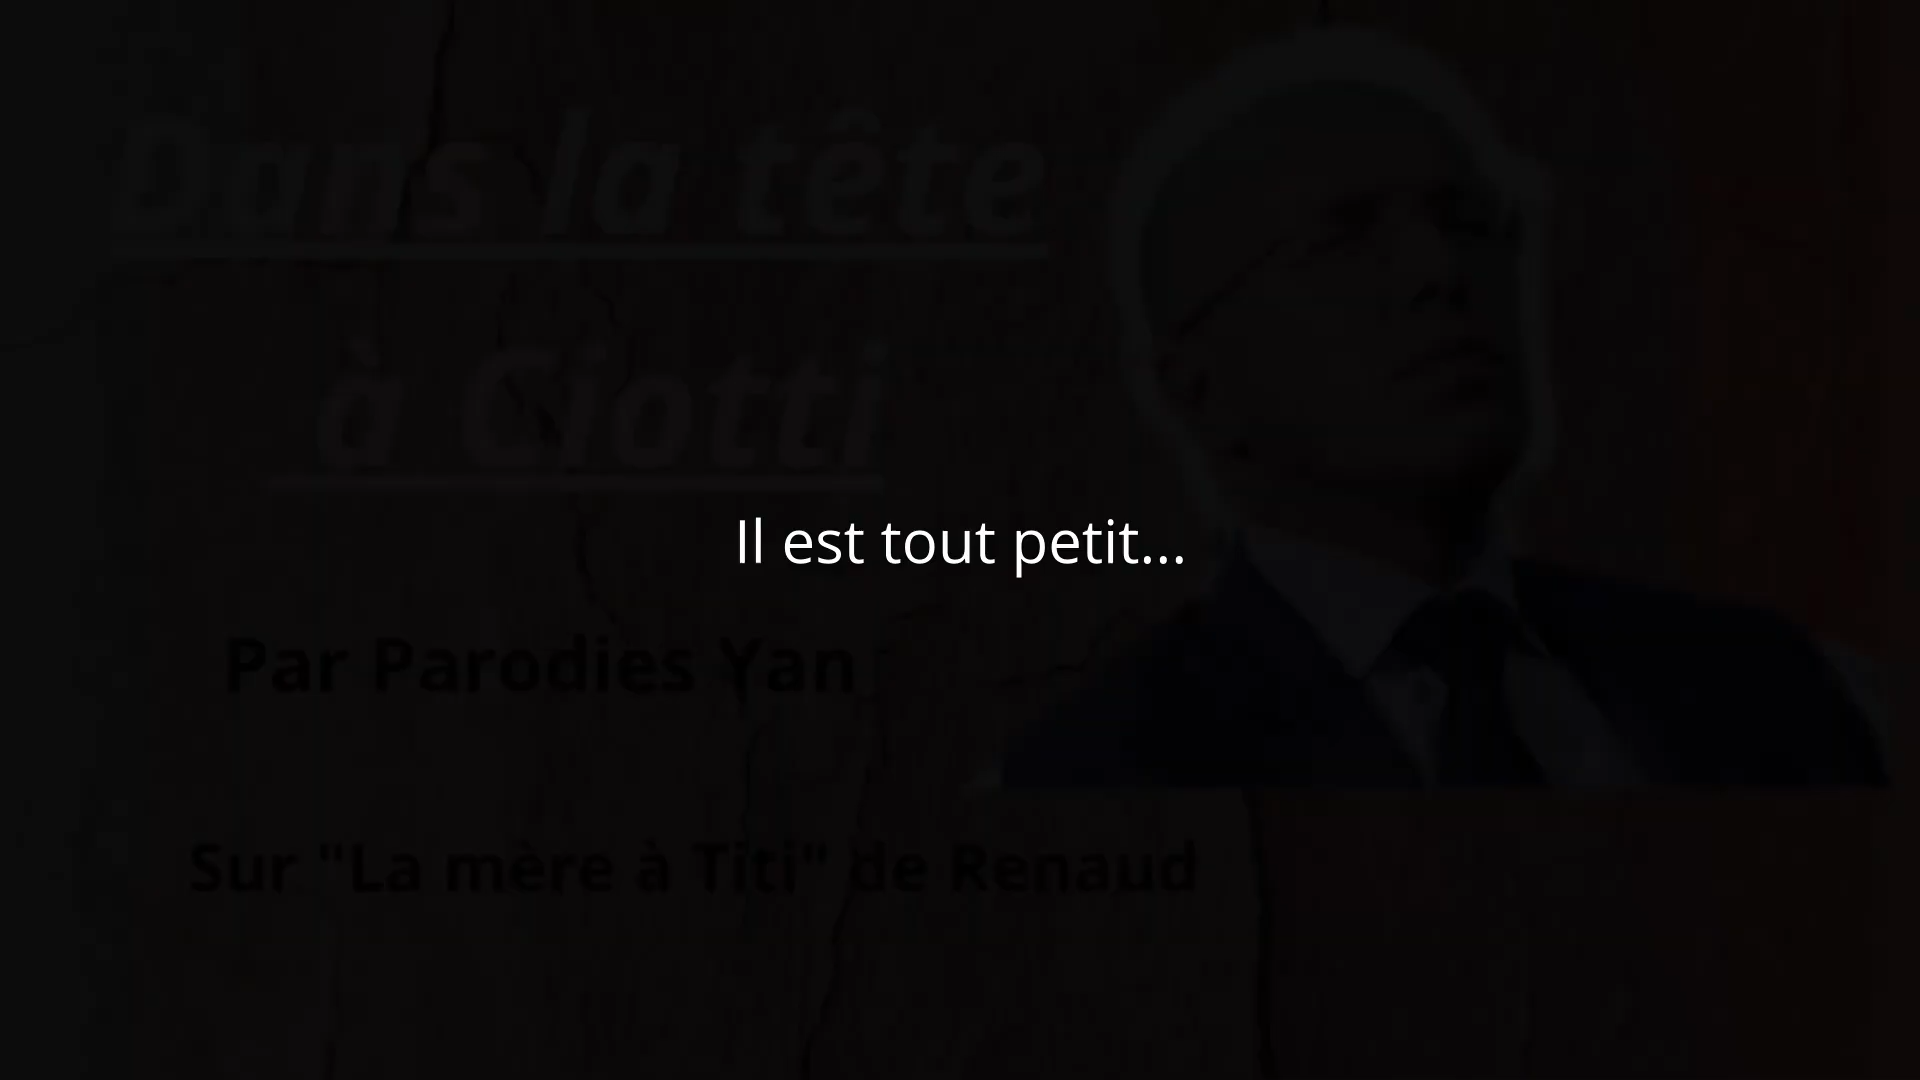 Dans la tête
à Ciotti
Il est tout petit...
Par Parodies Yan
Sur "La mère à Titi" de Renaud